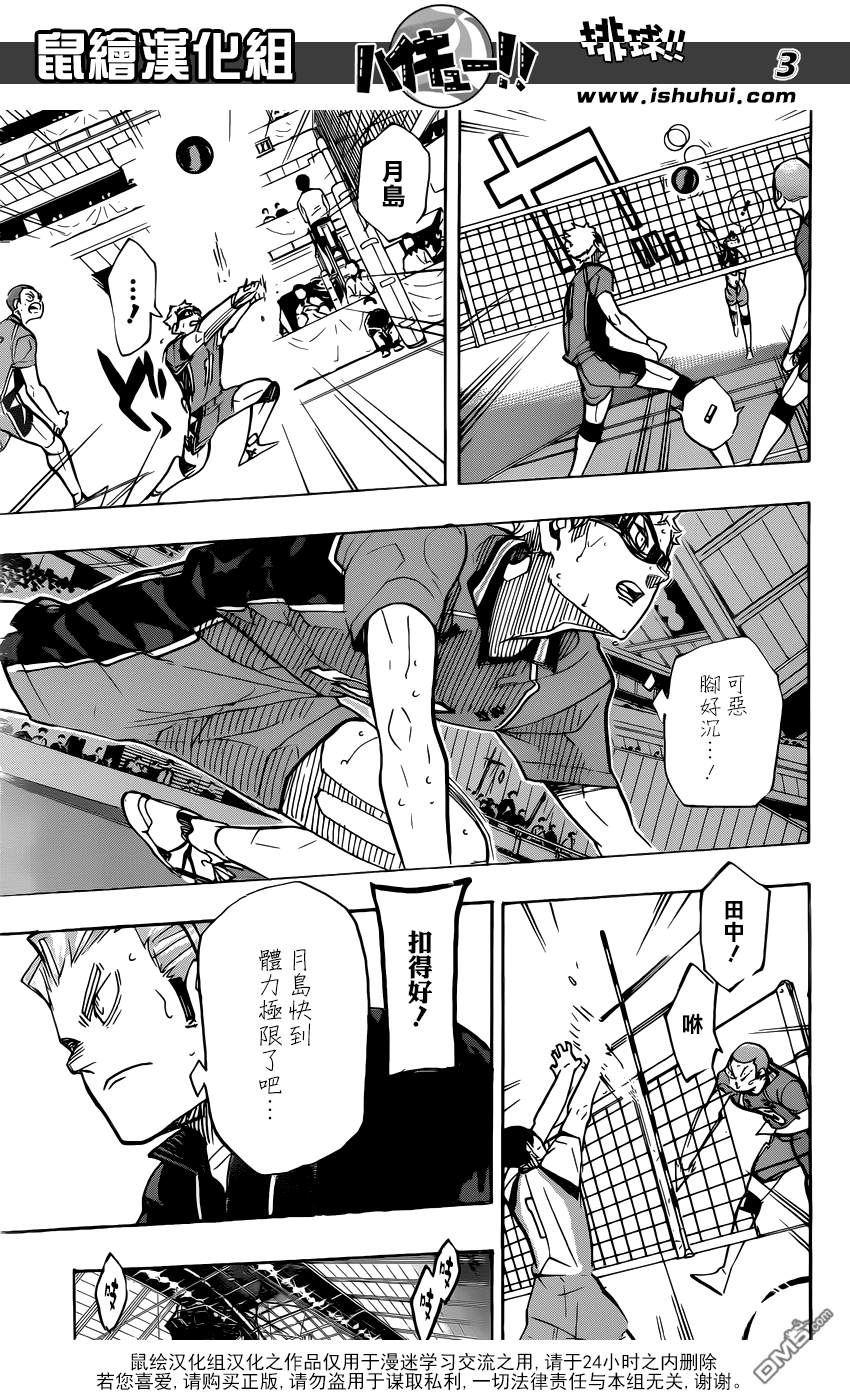 鼠繪漢化組
ハイキュー!!
排球!!
3
www.ishuhui.com
月島
…!
ドッ
可惡
腳好沉…!
田中!
咻
扣得好!
月島快到
體力極限了吧…
鼠绘汉化组汉化之作品仅用于漫迷学习交流之用, 请于24小时之内删除
若您喜爱, 请购买正版, 请勿盗用于谋取私利, 一切法律责任与本组无关, 谢谢.